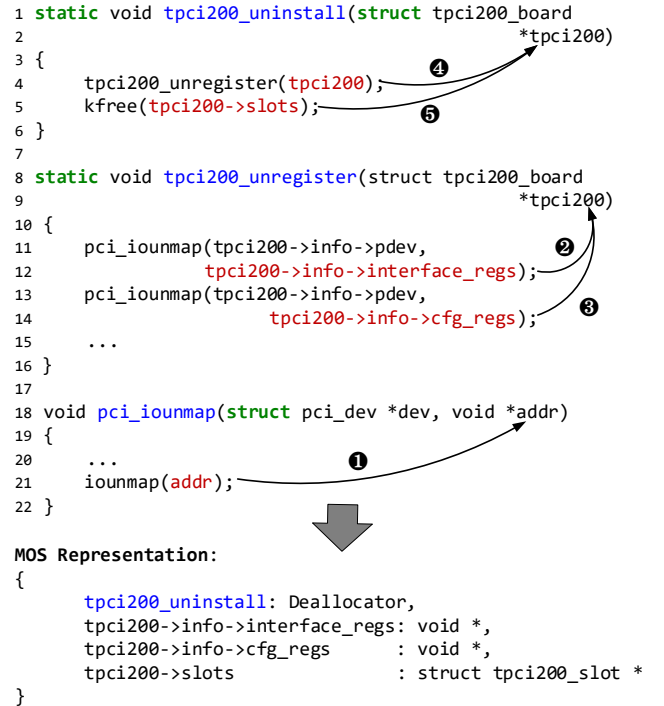 1 static void tpci200_uninstall(struct tpci200_board
2 *tpci200)
3 {
4 tpci200_unregister(tpci200); ❹
5 kfree(tpci200->slots); ❺
6 }
7
8 static void tpci200_unregister(struct tpci200_board
9 *tpci200)
10 {
11 pci_iounmap(tpci200->info->pdev, ❷
12 tpci200->info->interface_regs);
13 pci_iounmap(tpci200->info->pdev, ❸
14 tpci200->info->cfg_regs);
15 ...
16 }
17
18 void pci_iounmap(struct pci_dev *dev, void *addr)
19 {
20 ... ❶
21 iounmap(addr);
22 }
MOS Representation:
{
tpci200_uninstall: Deallocator,
tpci200->info->interface_regs: void *,
tpci200->info->cfg_regs : void *,
tpci200->slots : struct tpci200_slot *
}